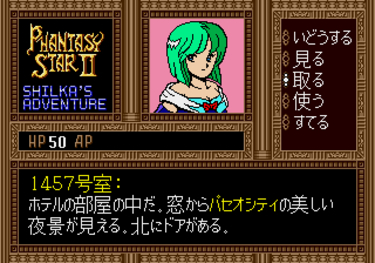 PHANTASY
STAR II
SHILKA'S
ADVENTURE
いどうする
見る
取る
使う
すてる
HP 50 AP
1457号室:
ホテルの部屋の中だ。窓からパセオシティの美しい
夜景が見える。北にドアがある。